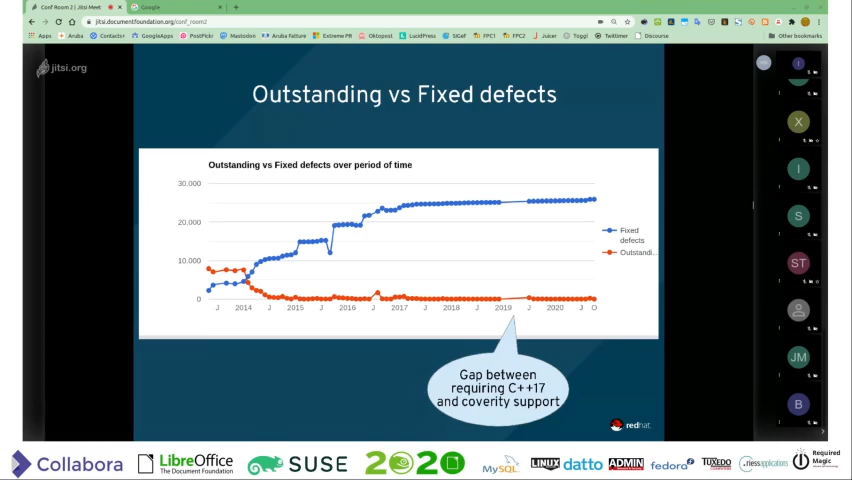 Conf Room 2 | Jitsi Meet
Google
jitsi.documentfoundation.org/conf_room2
Apps Aruba Contacts+ GoogleApps PostPickr Mastodon Aruba Fatture Extreme PR Oktopost LucidPress SiGeF FPC1 FPC2 Juicer Toggl Twittimer Discourse Other bookmarks
jitsi.org
Outstanding vs Fixed defects
Outstanding vs Fixed defects over period of time
30.000
20.000
10.000
0
J 2014 J 2015 J 2016 J 2017 J 2018 J 2019 J 2020 J O
Fixed
defects
Outstandi...
Gap between
requiring C++17
and coverity support
redhat
I
X
I
S
ST
JM
B
Collabora
LibreOffice
The Document Foundation
SUSE
2020
MySQL
LINUX
datto
ADMIN
fedora
TUXEDO
riess applications
Required
Magic